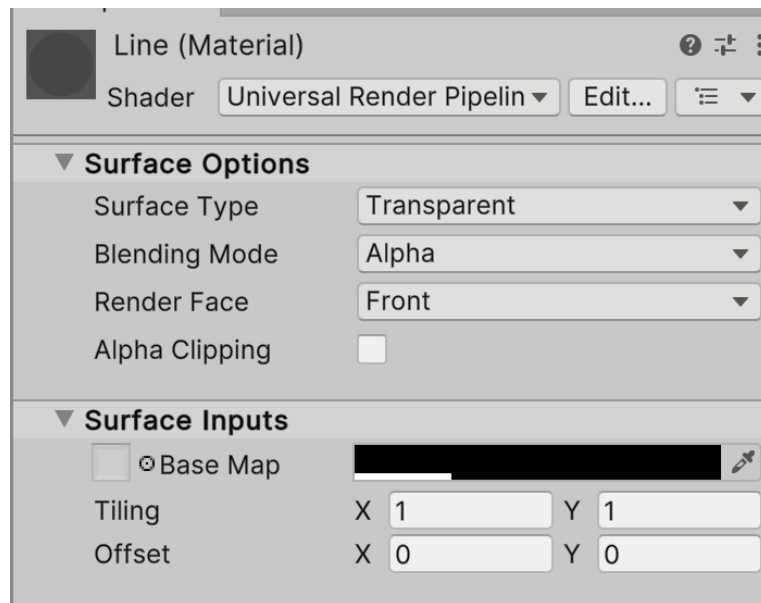 Line (Material)
Shader Universal Render Pipelin Edit...
Surface Options
Surface Type Transparent
Blending Mode Alpha
Render Face Front
Alpha Clipping
Surface Inputs
Base Map
Tiling X 1 Y 1
Offset X 0 Y 0